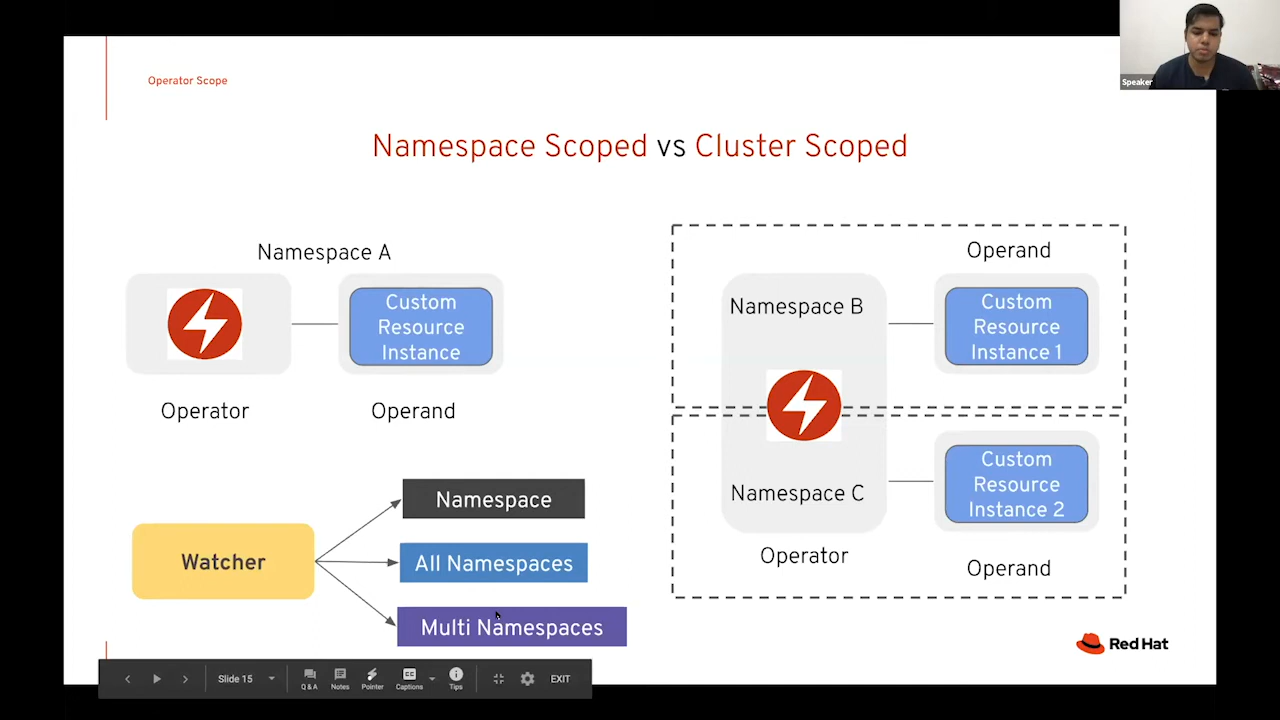 Speaker
Operator Scope
Namespace Scoped vs Cluster Scoped
Namespace A
Custom
Resource
Instance
Operator
Operand
Watcher
Namespace
All Namespaces
Multi Namespaces
Operand
Namespace B
Custom
Resource
Instance 1
Namespace C
Custom
Resource
Instance 2
Operator
Operand
Red Hat
Slide 15
Q & A
Notes
Pointer
Captions
Tips
EXIT